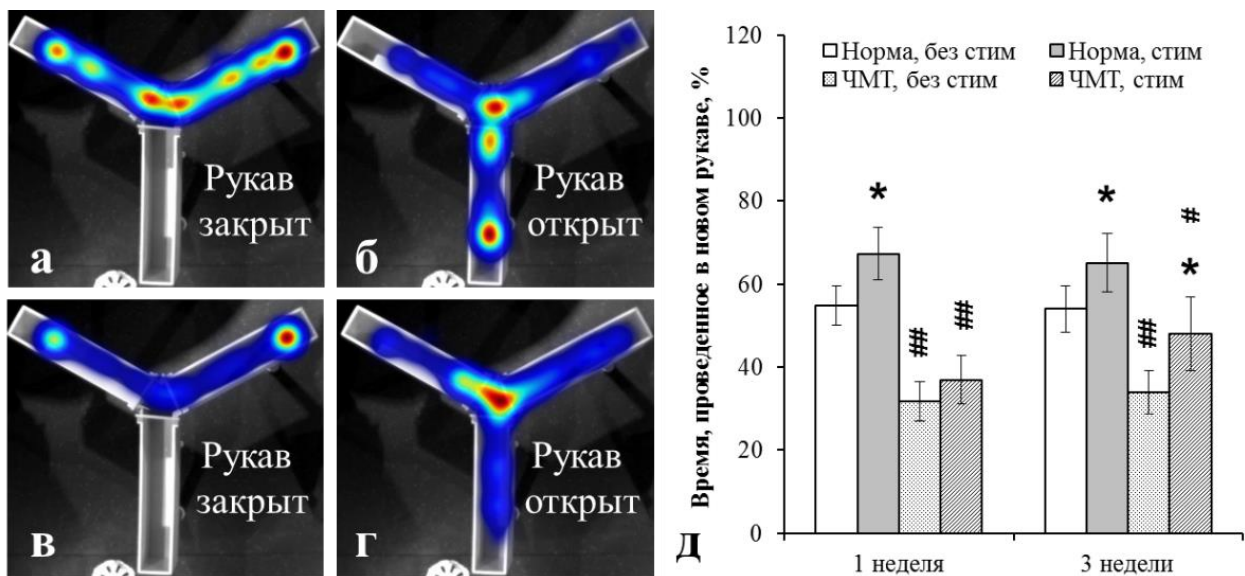 Рукав
закрыт
а
Рукав
открыт
б
Рукав
закрыт
в
Рукав
открыт
г
Время, проведенное в новом рукаве, %
120
100
80
60
40
20
0
Норма, без стим
Норма, стим
ЧМТ, без стим
ЧМТ, стим
*
##
##
*
##
#
*
1 неделя
3 недели
д